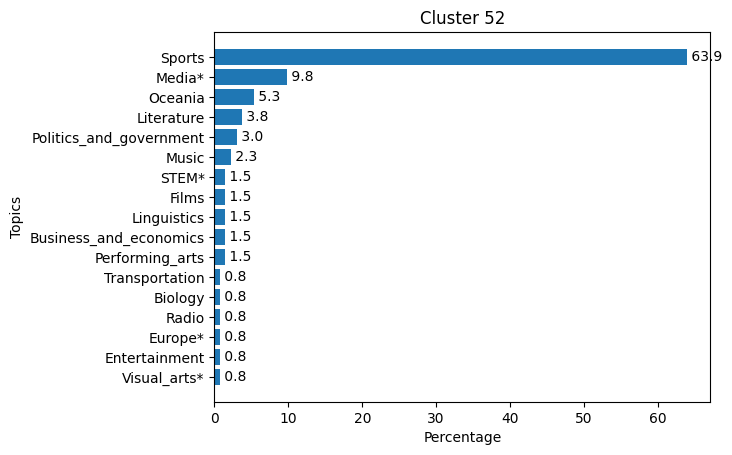 Cluster 52
Topics
Sports 63.9
Media* 9.8
Oceania 5.3
Literature 3.8
Politics_and_government 3.0
Music 2.3
STEM* 1.5
Films 1.5
Linguistics 1.5
Business_and_economics 1.5
Performing_arts 1.5
Transportation 0.8
Biology 0.8
Radio 0.8
Europe* 0.8
Entertainment 0.8
Visual_arts* 0.8
0 10 20 30 40 50 60
Percentage